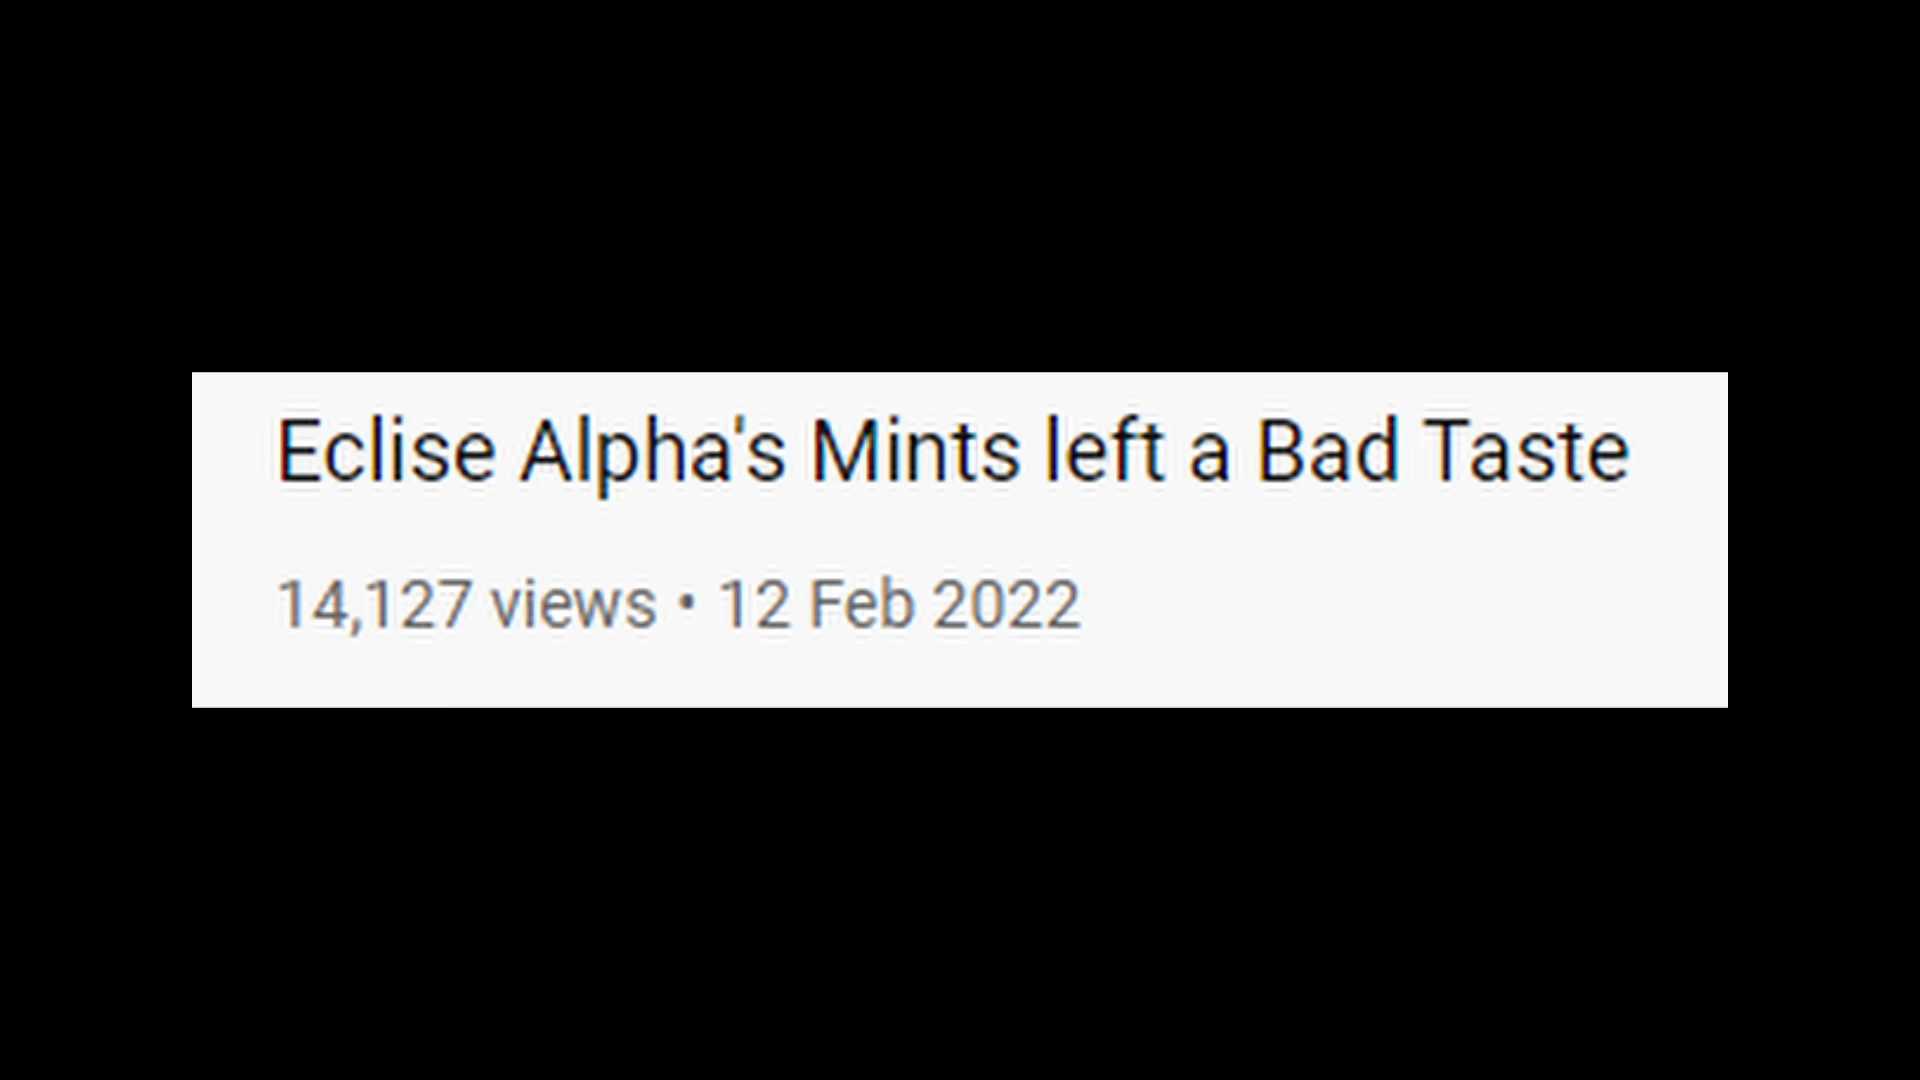 Eclise Alpha's Mints left a Bad Taste
14,127 views • 12 Feb 2022